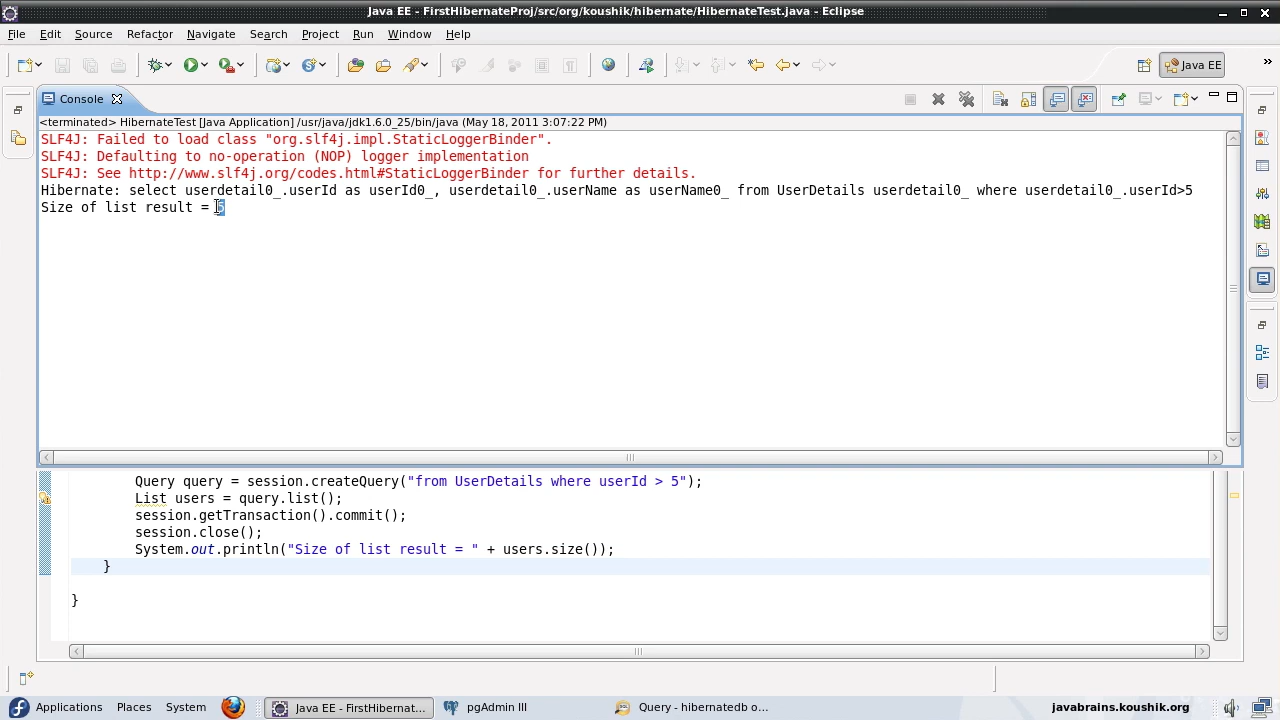 Java EE - FirstHibernateProj/src/org/koushik/hibernate/HibernateTest.java - Eclipse
File Edit Source Refactor Navigate Search Project Run Window Help
Java EE
Console
<terminated> HibernateTest [Java Application] /usr/java/jdk1.6.0_25/bin/java (May 18, 2011 3:07:22 PM)
SLF4J: Failed to load class "org.slf4j.impl.StaticLoggerBinder".
SLF4J: Defaulting to no-operation (NOP) logger implementation
SLF4J: See http://www.slf4j.org/codes.html#StaticLoggerBinder for further details.
Hibernate: select userdetail0_.userId as userId0_, userdetail0_.userName as userName0_ from UserDetails userdetail0_ where userdetail0_.userId>5
Size of list result =
Query query = session.createQuery("from UserDetails where userId > 5");
List users = query.list();
session.getTransaction().commit();
session.close();
System.out.println("Size of list result = " + users.size());
}
}
Applications Places System Java EE - FirstHibernat... pgAdmin III Query - hibernatedb o... javabrains.koushik.org